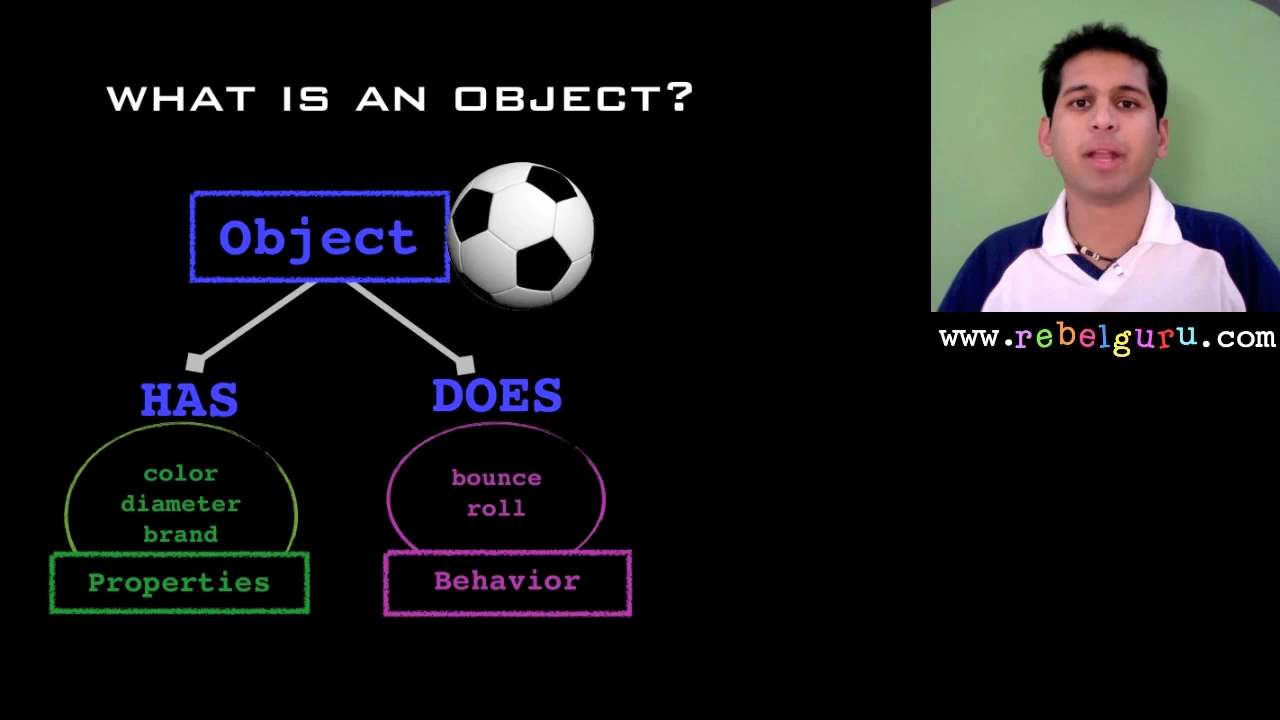 WHAT IS AN OBJECT?
Object
www.rebelguru.com
HAS
DOES
color
diameter
brand
bounce
roll
Properties
Behavior